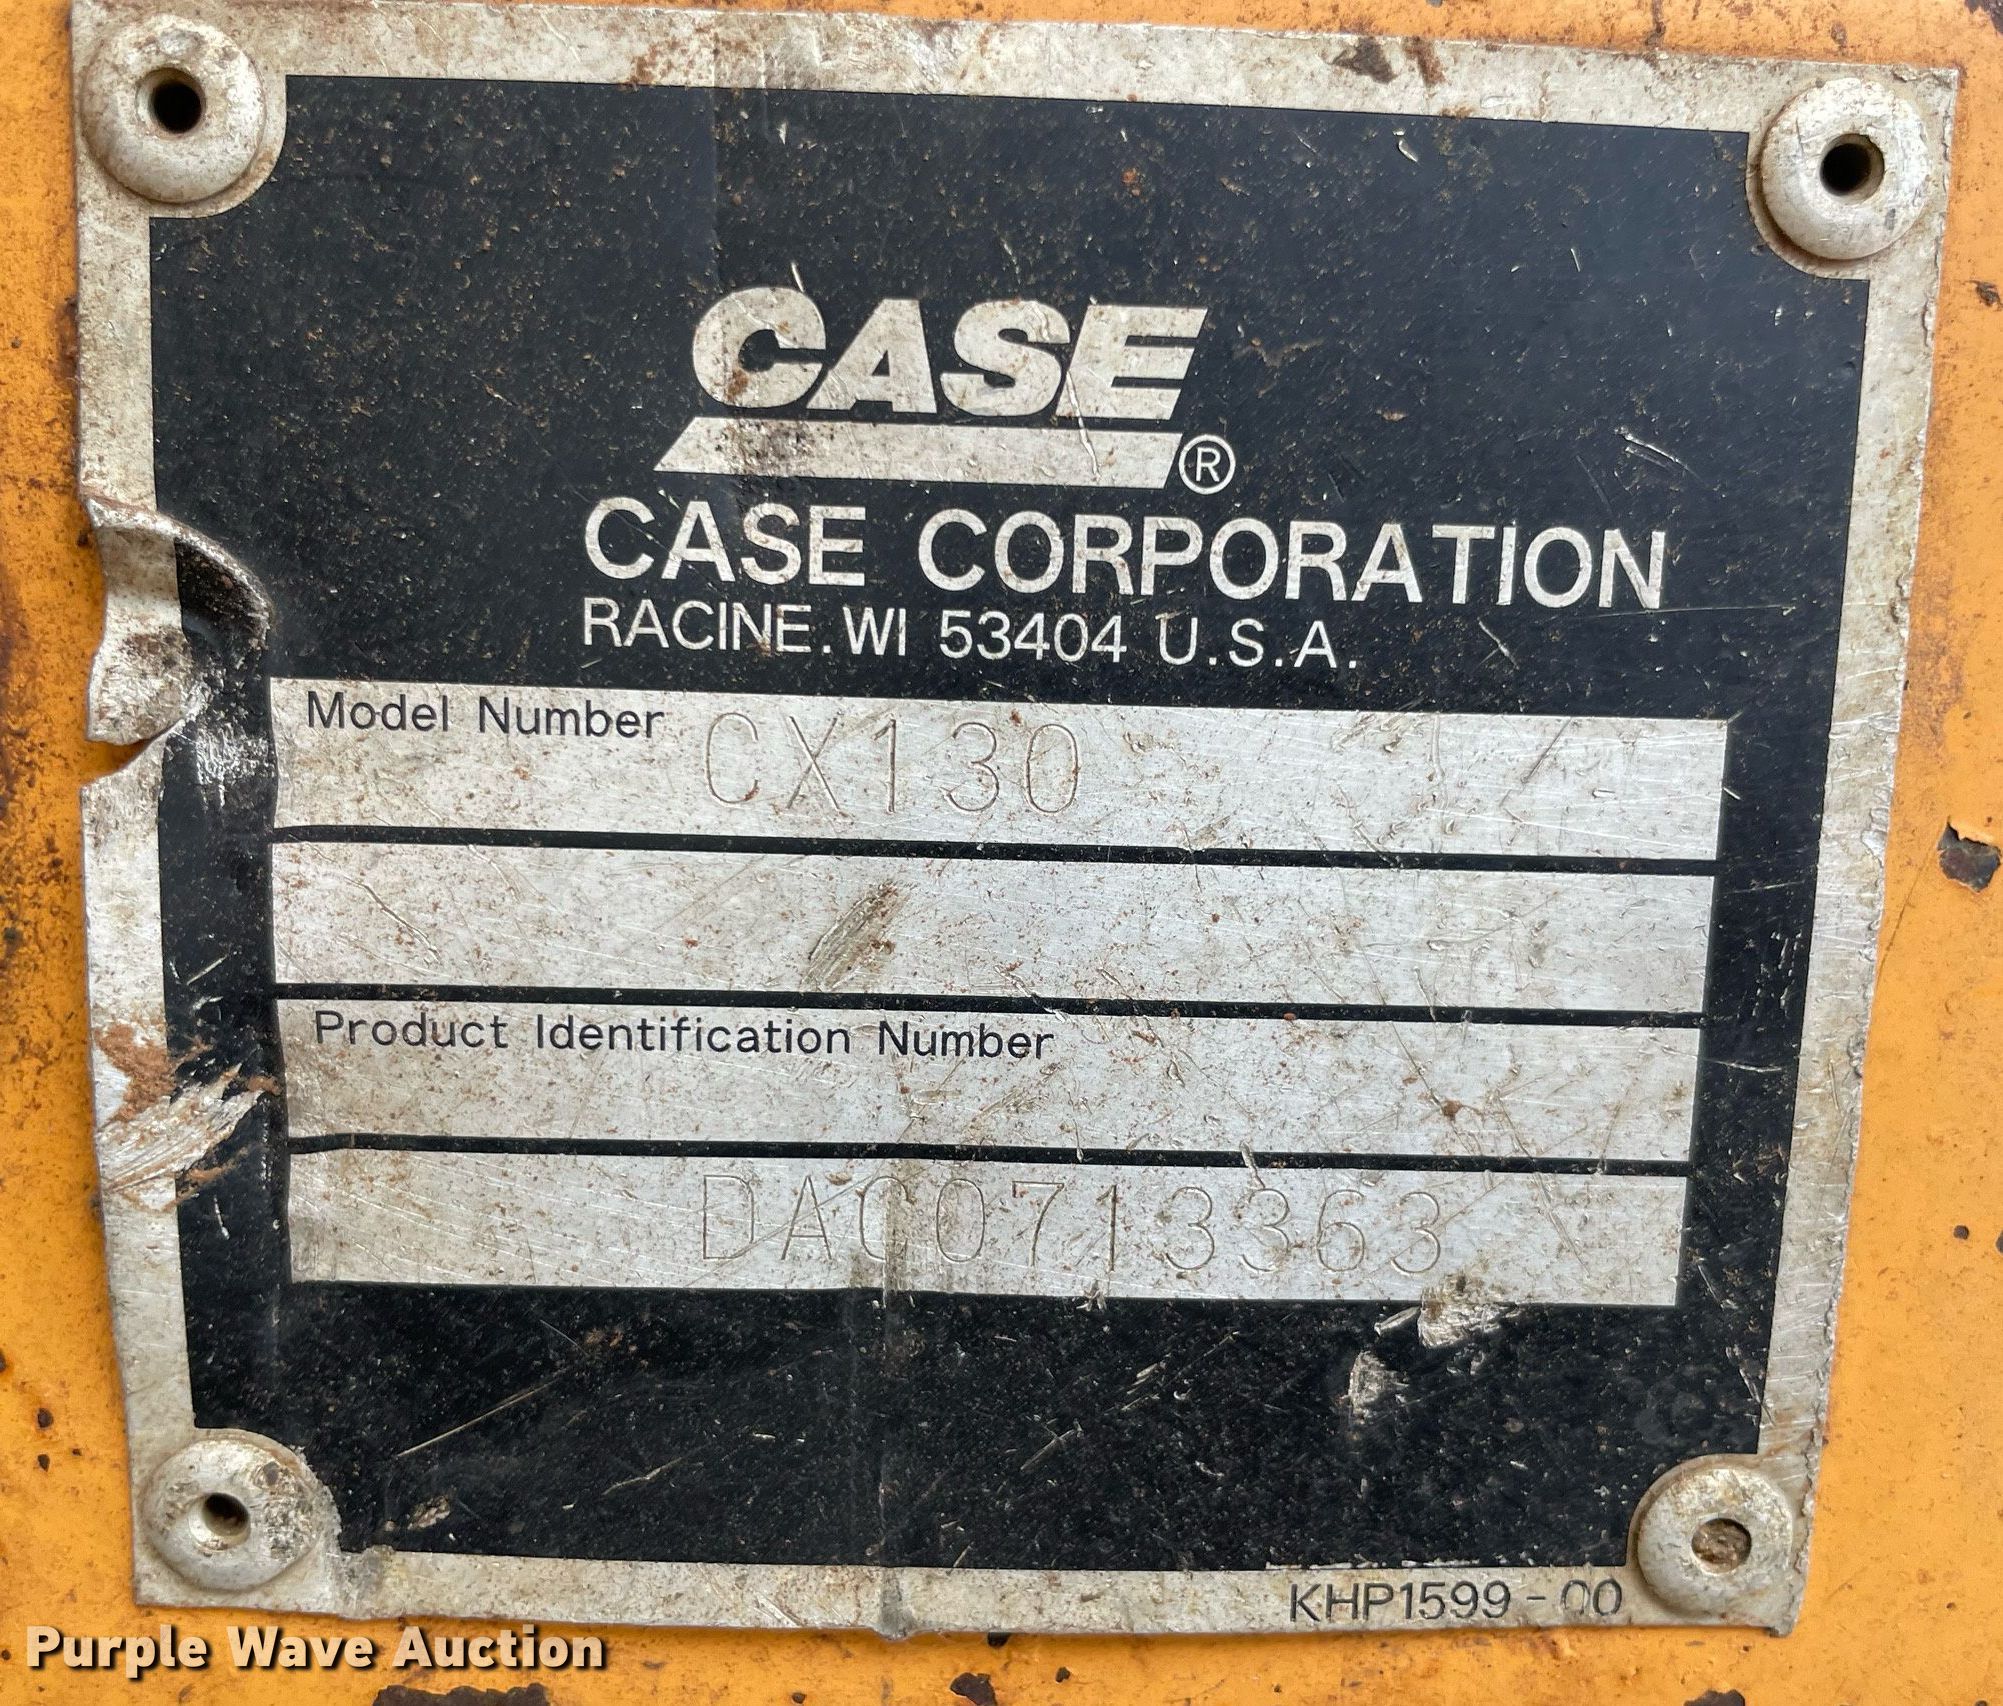 CASE
®
CASE CORPORATION
RACINE. WI 53404 U.S.A.
Model Number CX130
Product Identification Number
DAC0713363
KHP1599-00
Purple Wave Auction